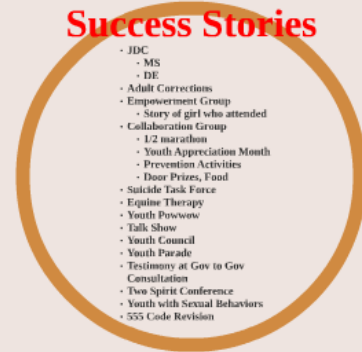 Success Stories
· JDC
· MS
· DE
· Adult Corrections
· Empowerment Group
· Story of girl who attended
· Collaboration Group
· 1/2 marathon
· Youth Appreciation Month
· Prevention Activities
· Door Prizes, Food
· Suicide Task Force
· Equine Therapy
· Youth Powwow
· Talk Show
· Youth Council
· Youth Parade
· Testimony at Gov to Gov
Consultation
· Two Spirit Conference
· Youth with Sexual Behaviors
· 555 Code Revision